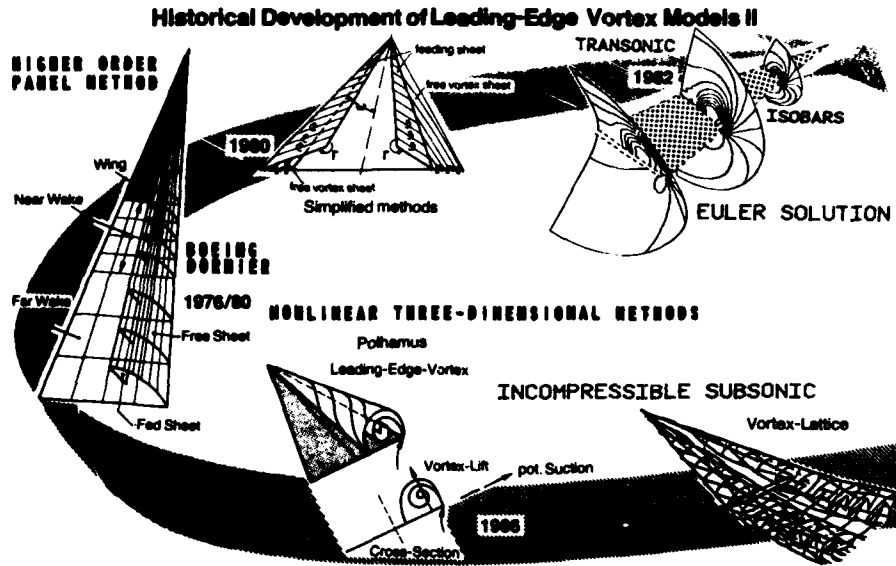 Historical Development of Leading-Edge Vortex Models II
HIGHER ORDER
PANEL METHOD
Wing
Near Wake
Far Wake
BOEING
DORNIER
1976/80
Free Sheet
Fed Sheet
1980
leading sheet
free vortex sheet
Γ
Γ
free vortex sheet
Simplified methods
TRANSONIC
1982
ISOBARS
EULER SOLUTION
NONLINEAR THREE-DIMENSIONAL METHODS
Polhamus
Leading-Edge-Vortex
Vortex-Lift
pot. Suction
Cross-Section
INCOMPRESSIBLE SUBSONIC
Vortex-Lattice